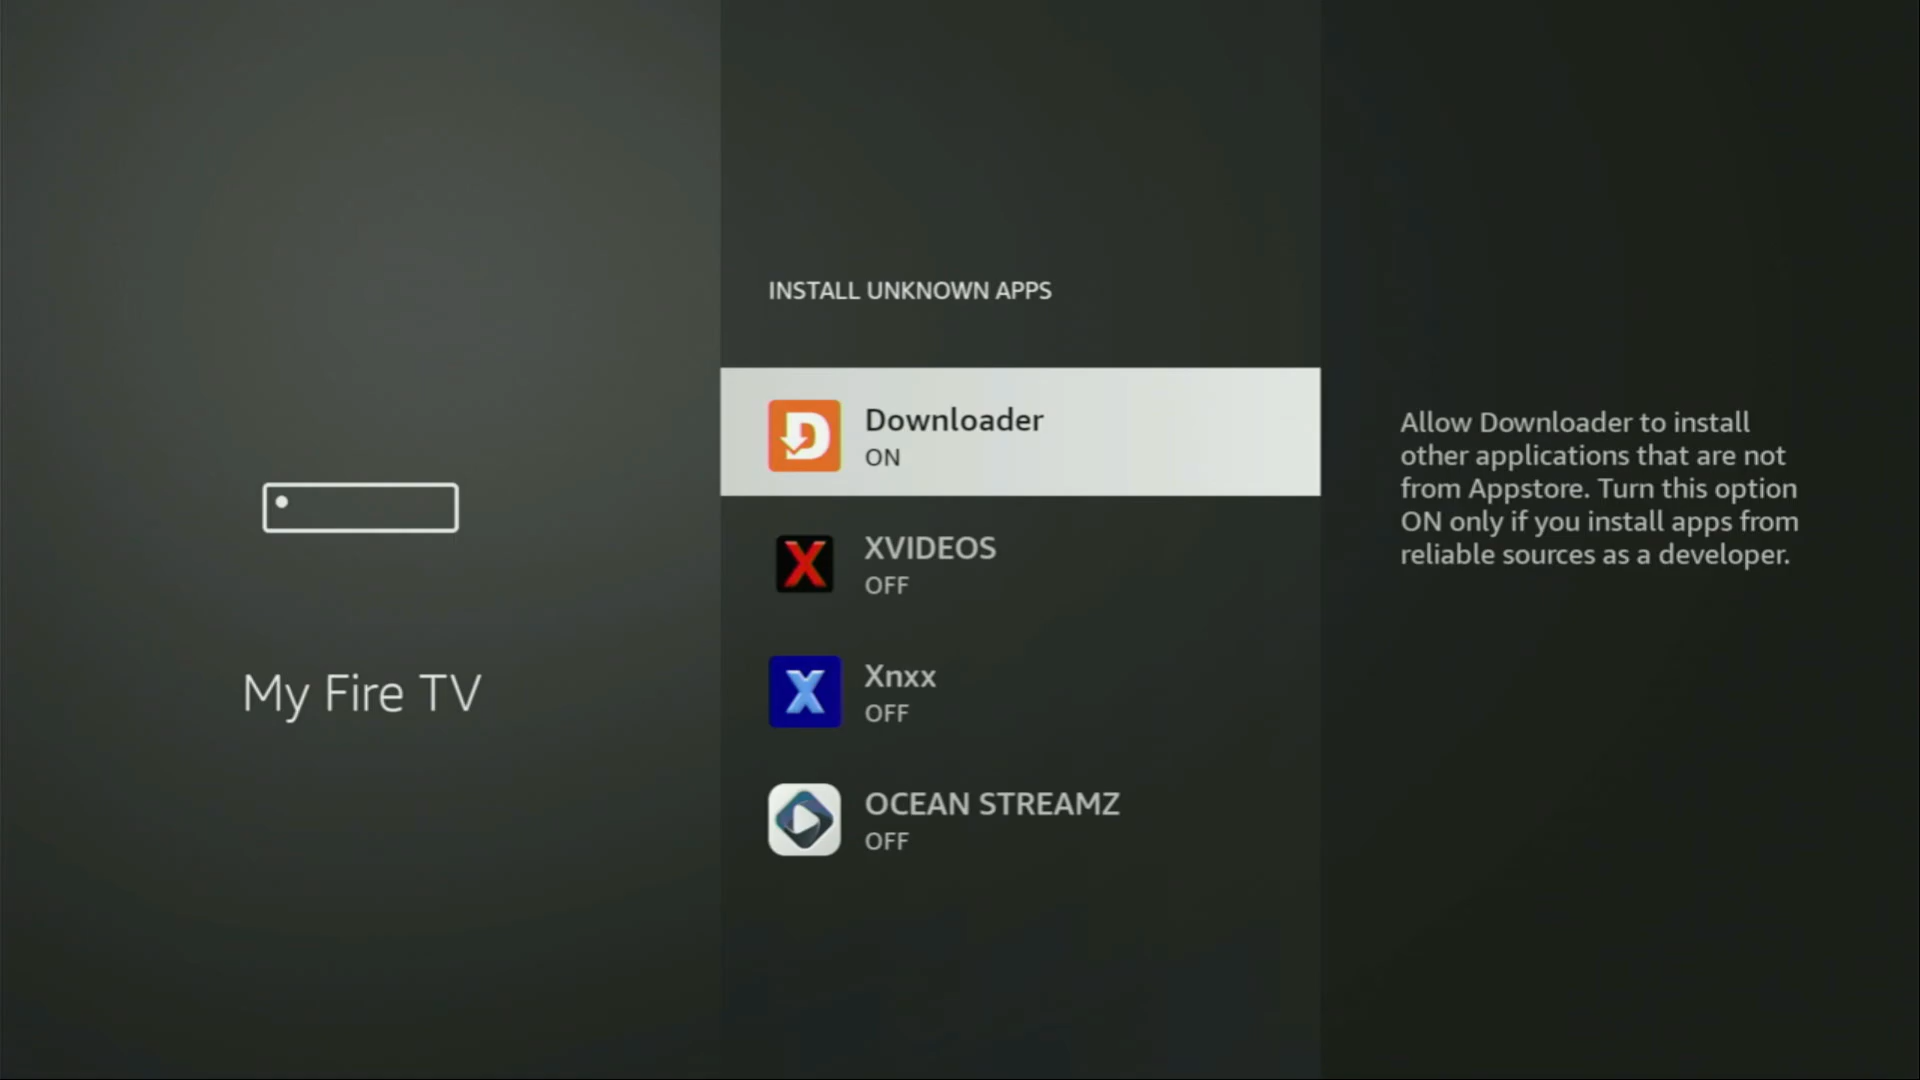 My Fire TV
INSTALL UNKNOWN APPS
Downloader
ON
XVIDEOS
OFF
Xnxx
OFF
OCEAN STREAMZ
OFF
Allow Downloader to install
other applications that are not
from Appstore. Turn this option
ON only if you install apps from
reliable sources as a developer.